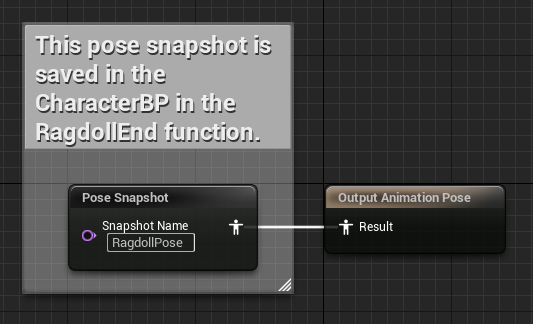 This pose snapshot is
saved in the
CharacterBP in the
RagdollEnd function.
Pose Snapshot
Snapshot Name
RagdollPose
Output Animation Pose
Result